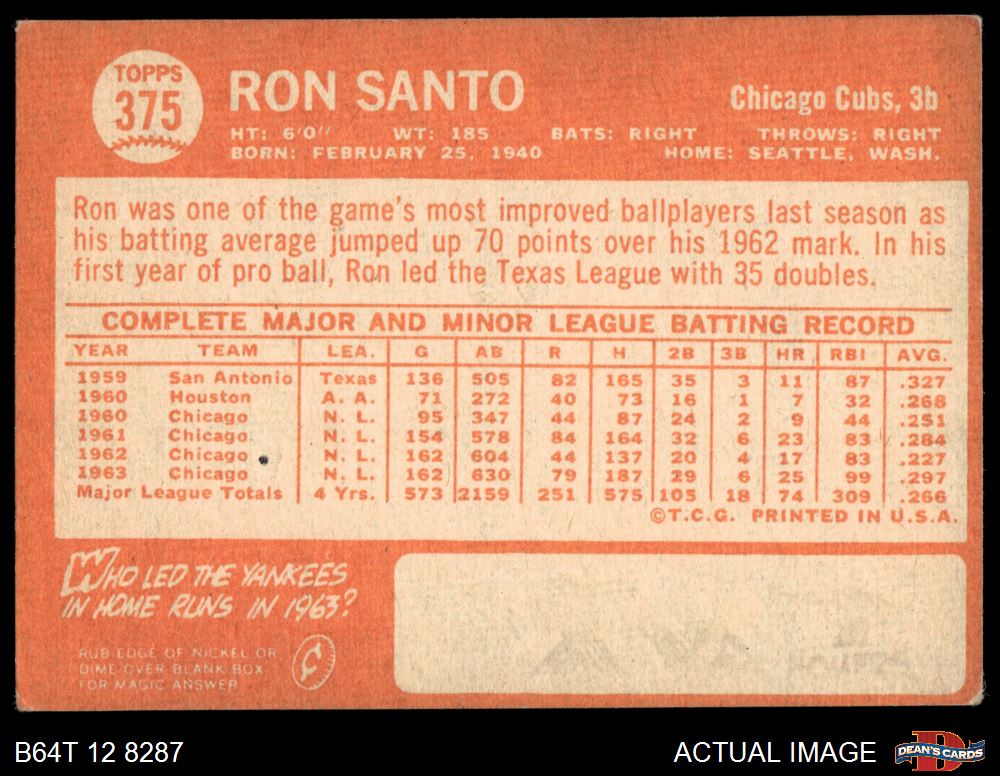 TOPPS
375
RON SANTO
Chicago Cubs, 3b
HT: 6'0" WT: 185 BATS: RIGHT THROWS: RIGHT
BORN: FEBRUARY 25, 1940 HOME: SEATTLE, WASH.
Ron was one of the game's most improved ballplayers last season as
his batting average jumped up 70 points over his 1962 mark. In his
first year of pro ball, Ron led the Texas League with 35 doubles.
COMPLETE MAJOR AND MINOR LEAGUE BATTING RECORD
YEAR TEAM LEA. G AB R H 2B 3B HR RBI AVG.
1959 San Antonio Texas 136 505 82 165 35 3 11 87 .327
1960 Houston A. A. 71 272 40 73 16 1 7 32 .268
1960 Chicago N. L. 95 347 44 87 24 2 9 44 .251
1961 Chicago N. L. 154 578 84 164 32 6 23 83 .284
1962 Chicago N. L. 162 604 44 137 20 4 17 83 .227
1963 Chicago N. L. 162 630 79 187 29 6 25 99 .297
Major League Totals 4 Yrs. 573 2159 251 575 105 18 74 309 .266
©T.C.G. PRINTED IN U.S.A.
WHO LED THE YANKEES
IN HOME RUNS IN 1963?
RUB EDGE OF NICKEL OR
DIME OVER BLANK BOX
FOR MAGIC ANSWER
B64T 12 8287
ACTUAL IMAGE
DEAN'S CARDS